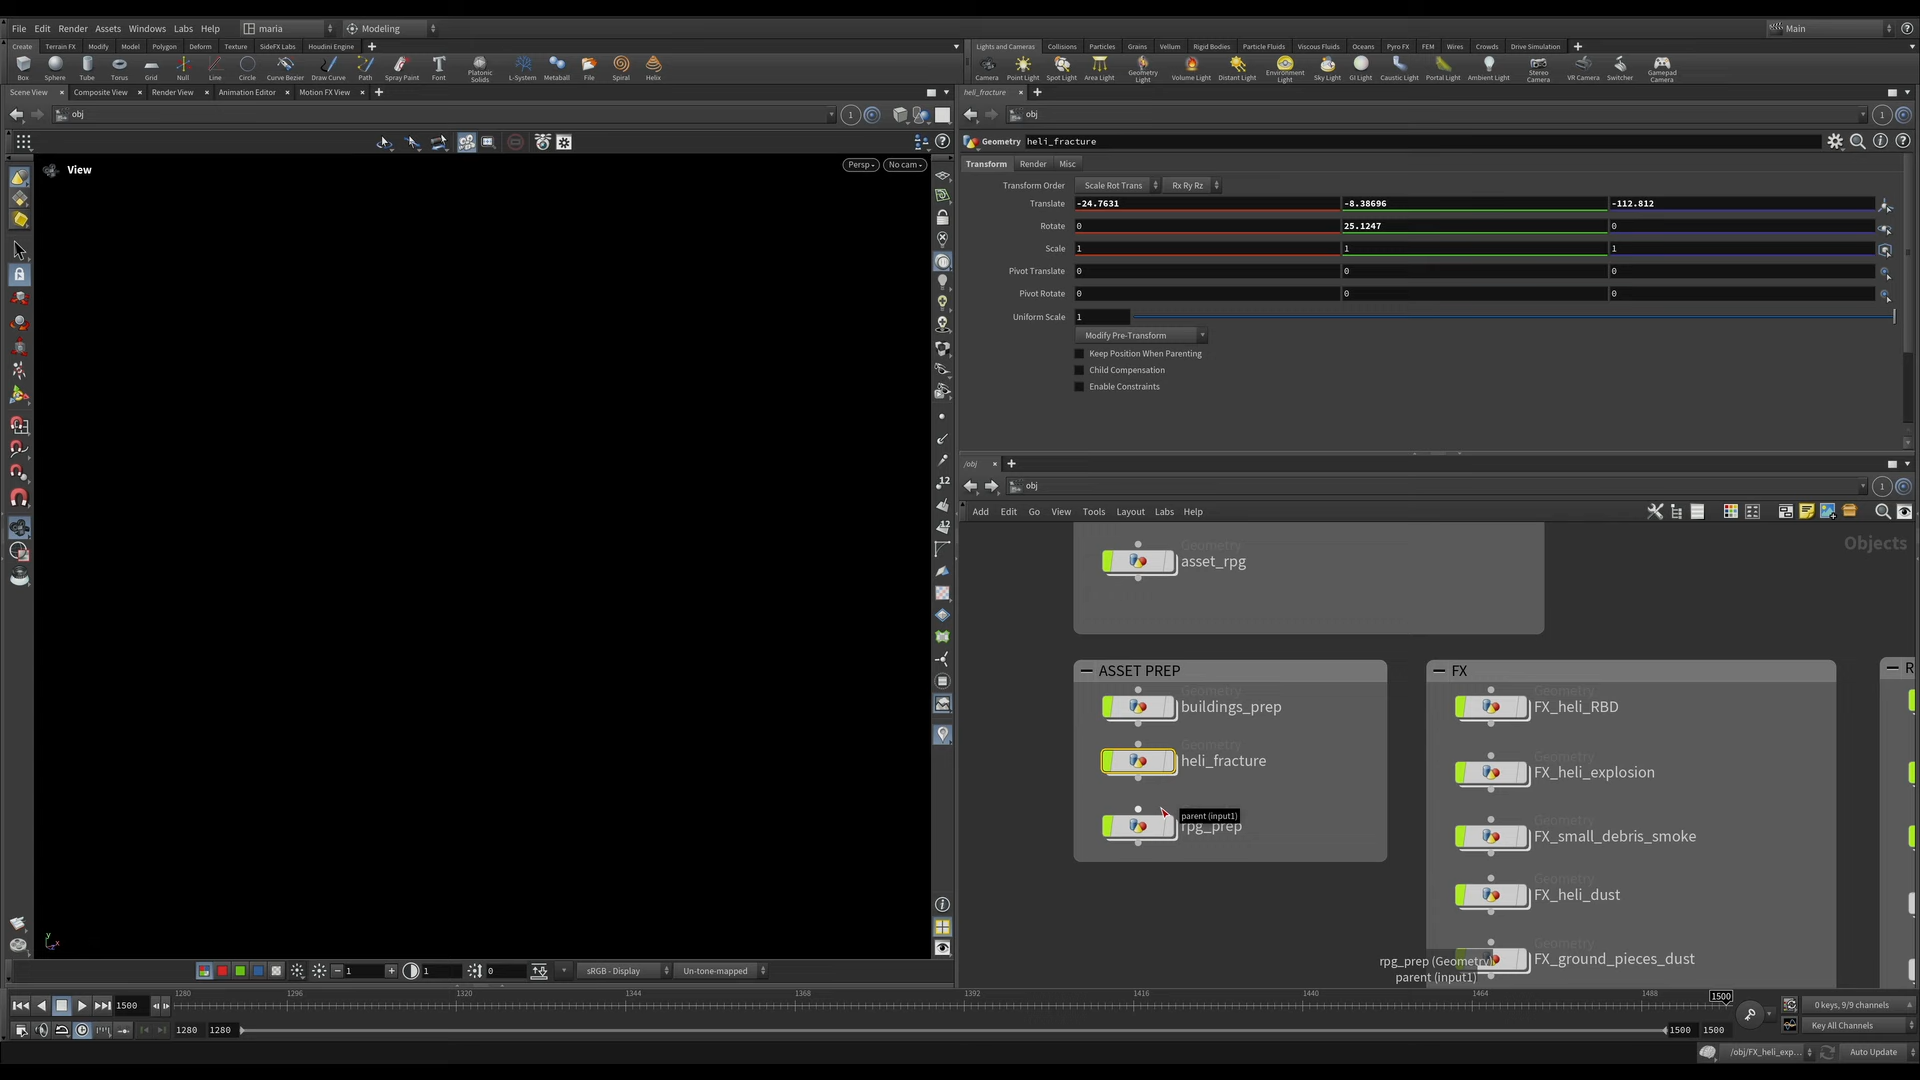 File Edit Render Assets Windows Labs Help maria Modeling Main
Create Terrain FX Modify Model Polygon Deform Texture SideFX Labs Houdini Engine
Lights and Cameras Collisions Particles Grains Vellum Rigid Bodies Particle Fluids Viscous Fluids Oceans Pyro FX FEM Wires Crowds Drive Simulation
Box Sphere Tube Torus Grid Null Line Circle Curve Bezier Draw Curve Path Spray Paint Font Platonic Solids L-System Metaball File Spiral Helix
Camera Point Light Spot Light Area Light Geometry Light Volume Light Distant Light Environment Light Sky Light GI Light Caustic Light Portal Light Ambient Light Stereo Camera VR Camera Switcher Gamepad Camera
Scene View Composite View Render View Animation Editor Motion FX View
heli_fracture
obj 1
obj 1
Geometry heli_fracture
View Persp No cam
Transform Render Misc
Transform Order Scale Rot Trans Rx Ry Rz
Translate -24.7631 -8.38696 -112.812
Rotate 0 25.1247 0
Scale 1 1 1
Pivot Translate 0 0 0
Pivot Rotate 0 0 0
Uniform Scale 1
Modify Pre-Transform
Keep Position When Parenting
Child Compensation
Enable Constraints
/obj
obj 1
Add Edit Go View Tools Layout Labs Help
Objects
Geometry
asset_rpg
ASSET PREP
Geometry
buildings_prep
Geometry
heli_fracture
parent (input1)
rpg_prep
FX
Geometry
FX_heli_RBD
Geometry
FX_heli_explosion
Geometry
FX_small_debris_smoke
Geometry
FX_heli_dust
Geometry
FX_ground_pieces_dust
R
rpg_prep (Geometry)
parent (input1)
12
12
y
x
1 1 0 sRGB - Display Un-tone-mapped
1500 1280 1296 1320 1344 1368 1392 1416 1440 1464 1488 1500
0 keys, 9/9 channels
1280 1280 1500 1500 Key All Channels
/obj/FX_heli_exp... Auto Update